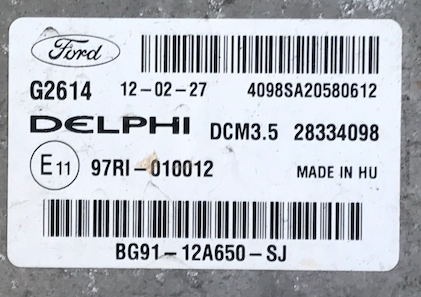 Ford
G2614 12-02-27 4098SA20580612
DELPHI DCM3.5 28334098
E11 97RI-010012 MADE IN HU
BG91-12A650-SJ